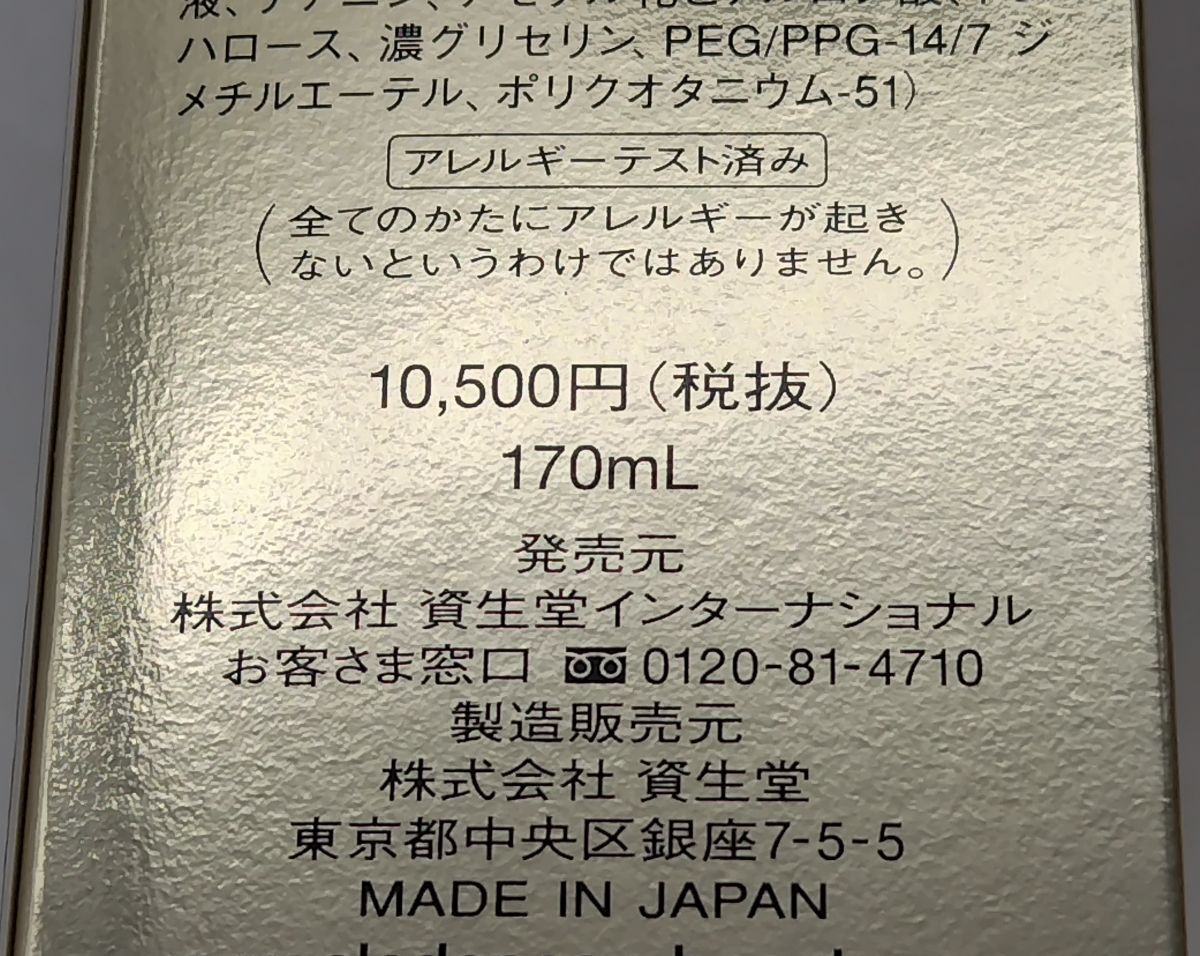 ハロース、濃グリセリン、PEG/PPG-14/7 ジ
メチルエーテル、ポリクオタニウム-51）
アレルギーテスト済み
（全てのかたにアレルギーが起き
ないというわけではありません。）
10,500円（税抜）
170mL
発売元
株式会社 資生堂インターナショナル
お客さま窓口 0120-81-4710
製造販売元
株式会社 資生堂
東京都中央区銀座7-5-5
MADE IN JAPAN